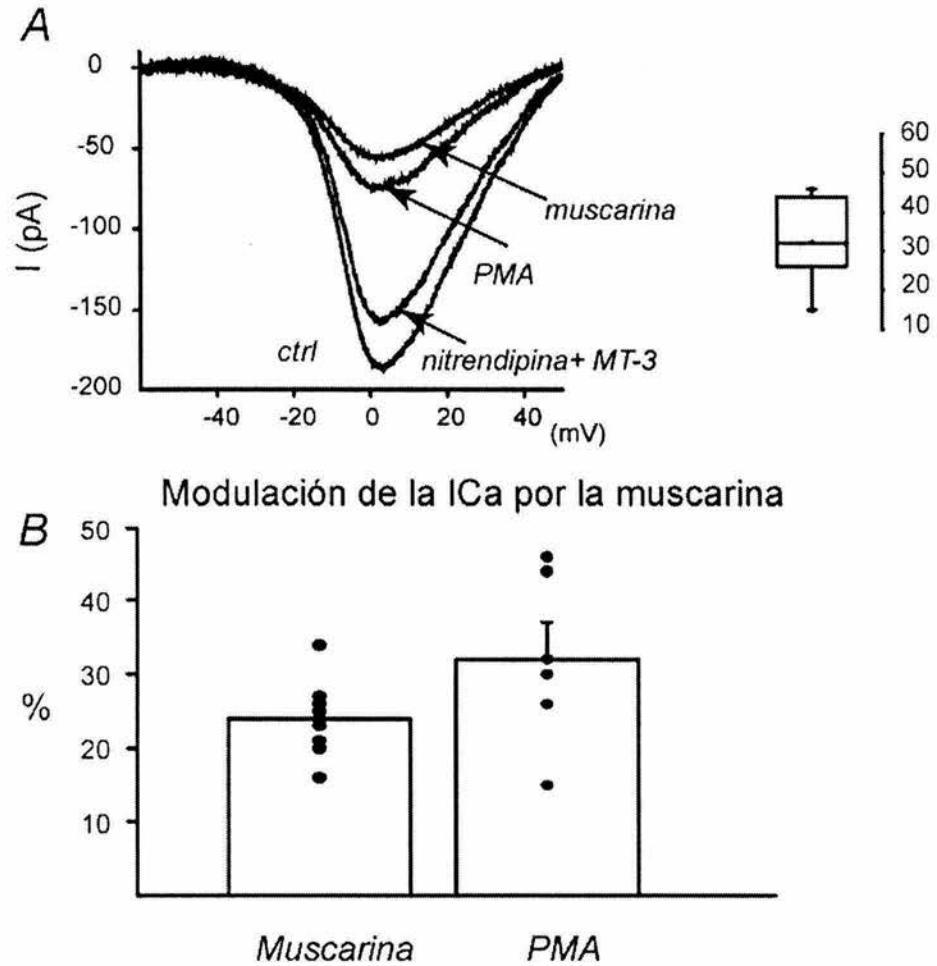 A
I (pA)
0
-50
-100
-150
-200
muscarina
PMA
nitrendipina+ MT-3
ctrl
-40 -20 0 20 40 (mV)
60
50
40
30
20
10
Modulación de la ICa por la muscarina
B
%
50
40
30
20
10
Muscarina PMA